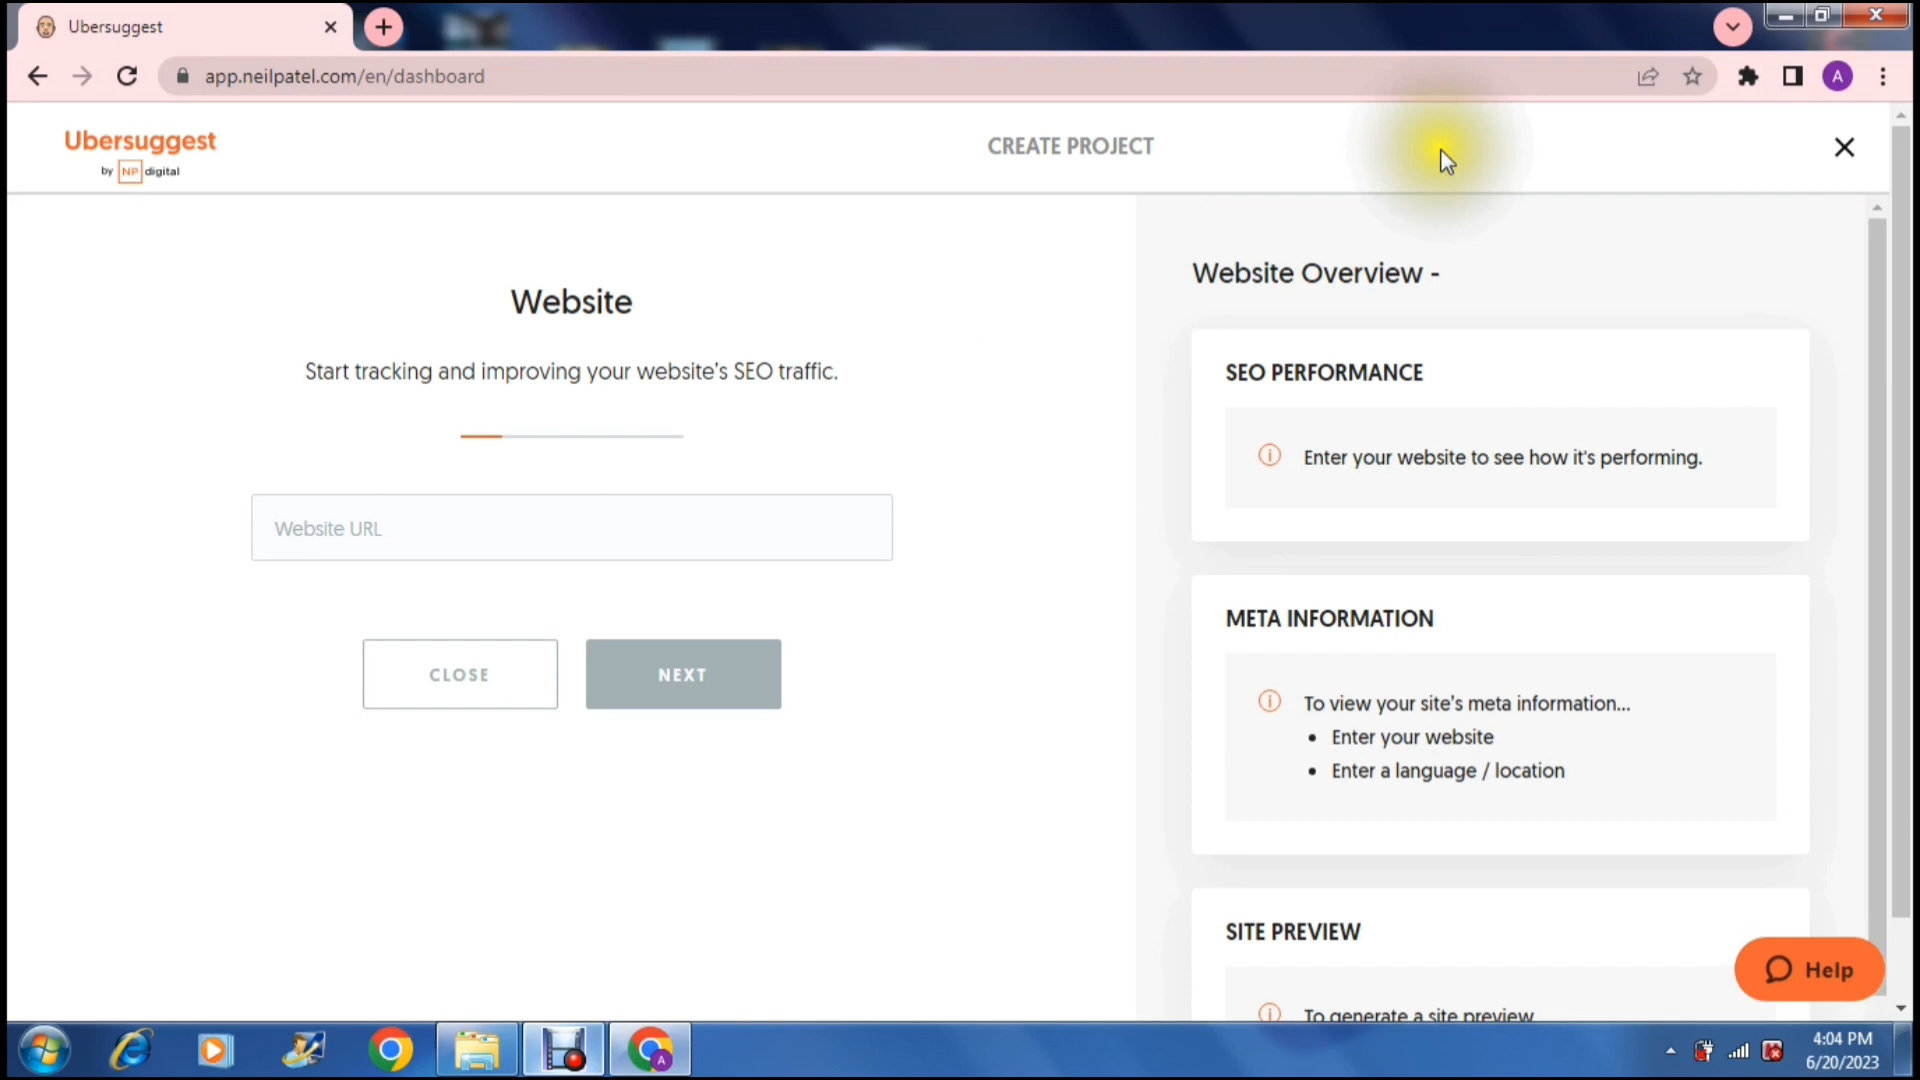 Ubersuggest
app.neilpatel.com/en/dashboard
A
Ubersuggest
by NP digital
CREATE PROJECT
Website
Start tracking and improving your website's SEO traffic.
Website URL
CLOSE
NEXT
Website Overview -
SEO PERFORMANCE
Enter your website to see how it's performing.
META INFORMATION
To view your site's meta information...
• Enter your website
• Enter a language / location
SITE PREVIEW
To generate a site preview
Help
A
4:04 PM
6/20/2023